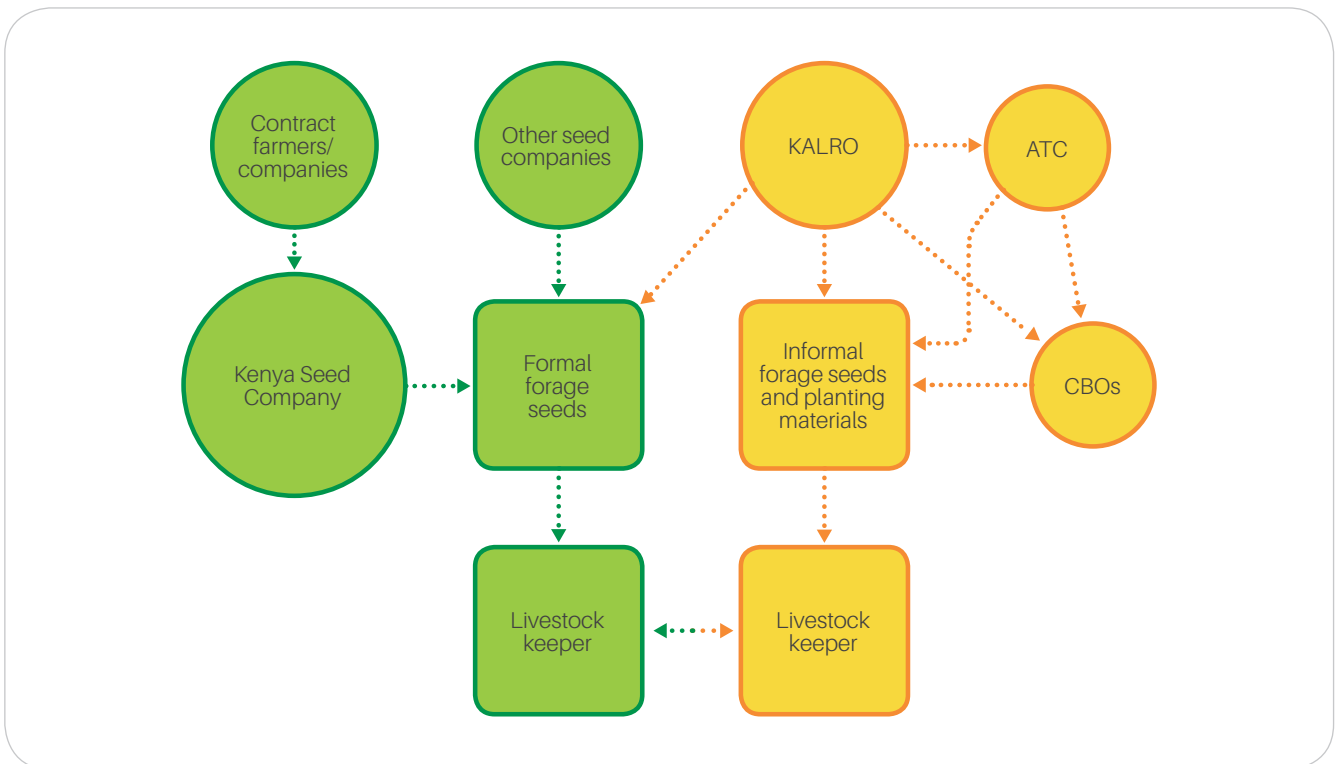 Contract
farmers/
companies
Other seed
companies
KALRO
ATC
Kenya Seed
Company
Formal
forage
seeds
Informal
forage seeds
and planting
materials
CBOs
Livestock
keeper
Livestock
keeper